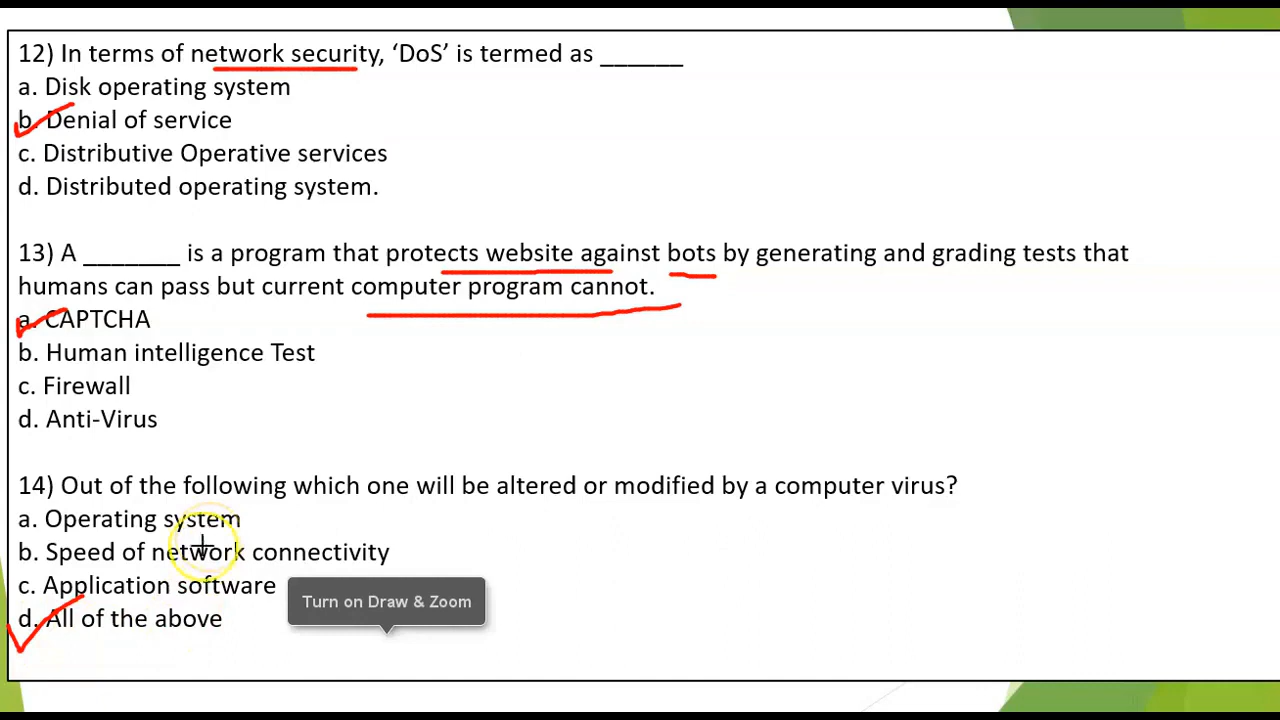 12) In terms of network security, ‘DoS’ is termed as ______
a. Disk operating system
b. Denial of service
c. Distributive Operative services
d. Distributed operating system.
13) A _______ is a program that protects website against bots by generating and grading tests that
humans can pass but current computer program cannot.
a. CAPTCHA
b. Human intelligence Test
c. Firewall
d. Anti-Virus
14) Out of the following which one will be altered or modified by a computer virus?
a. Operating system
b. Speed of network connectivity
c. Application software
Turn on Draw & Zoom
d. All of the above